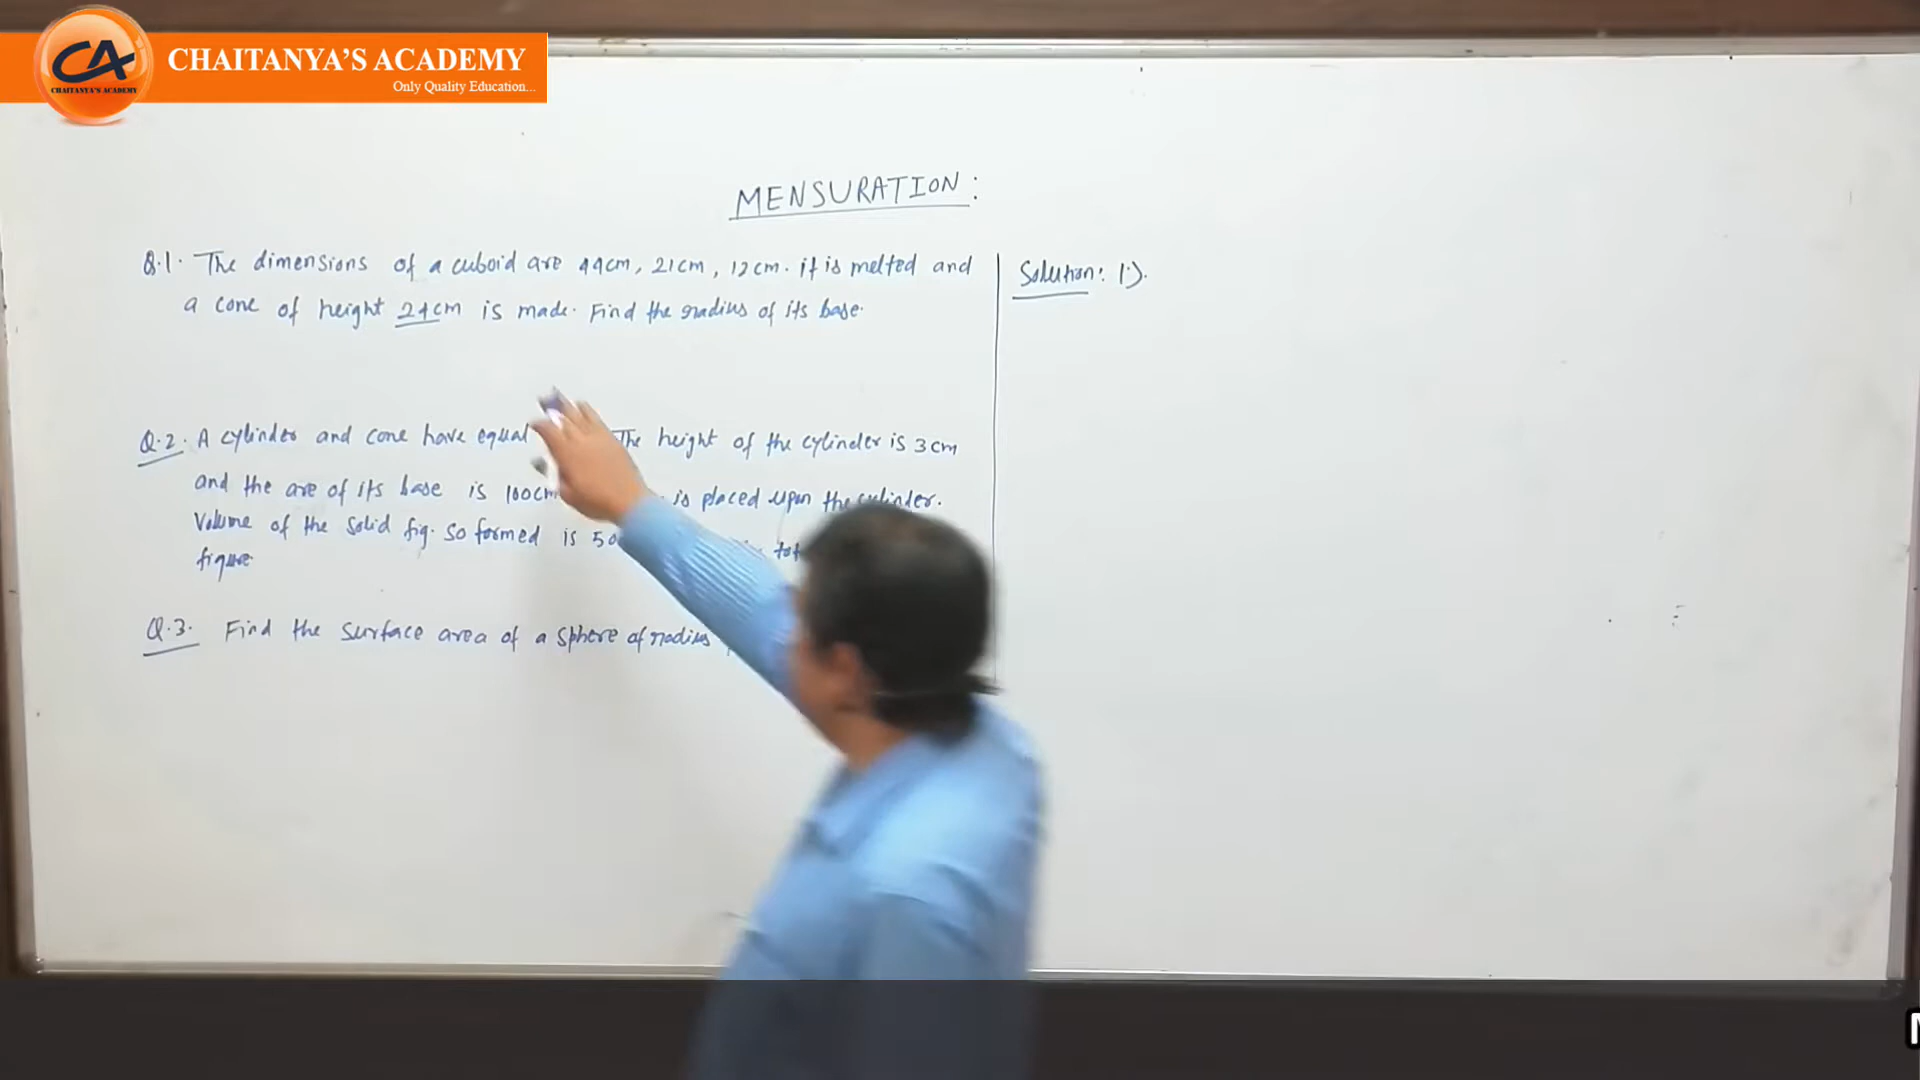 CA
CHAITANYA'S ACADEMY
CHAITANYA'S ACADEMY
Only Quality Education...
MENSURATION:
Q.1. The dimensions of a cuboid are 44cm, 21cm, 12cm. it is melted and
a cone of height 24cm is made. Find the radius of its base.
Solution: 1).
Q.2. A cylinder and cone have equal The height of the cylinder is 3cm
and the are of its base is 100cm is placed upon the cylinder.
Volume of the solid fig. so formed is 50
figure
Q.3. Find the surface area of a sphere of radius